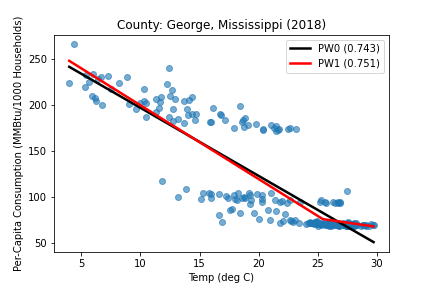 County: George, Mississippi (2018)
PW0 (0.743)
PW1 (0.751)
Per-Capita Consumption (MMBtu/1000 Households)
250
200
150
100
50
5 10 15 20 25 30
Temp (deg C)